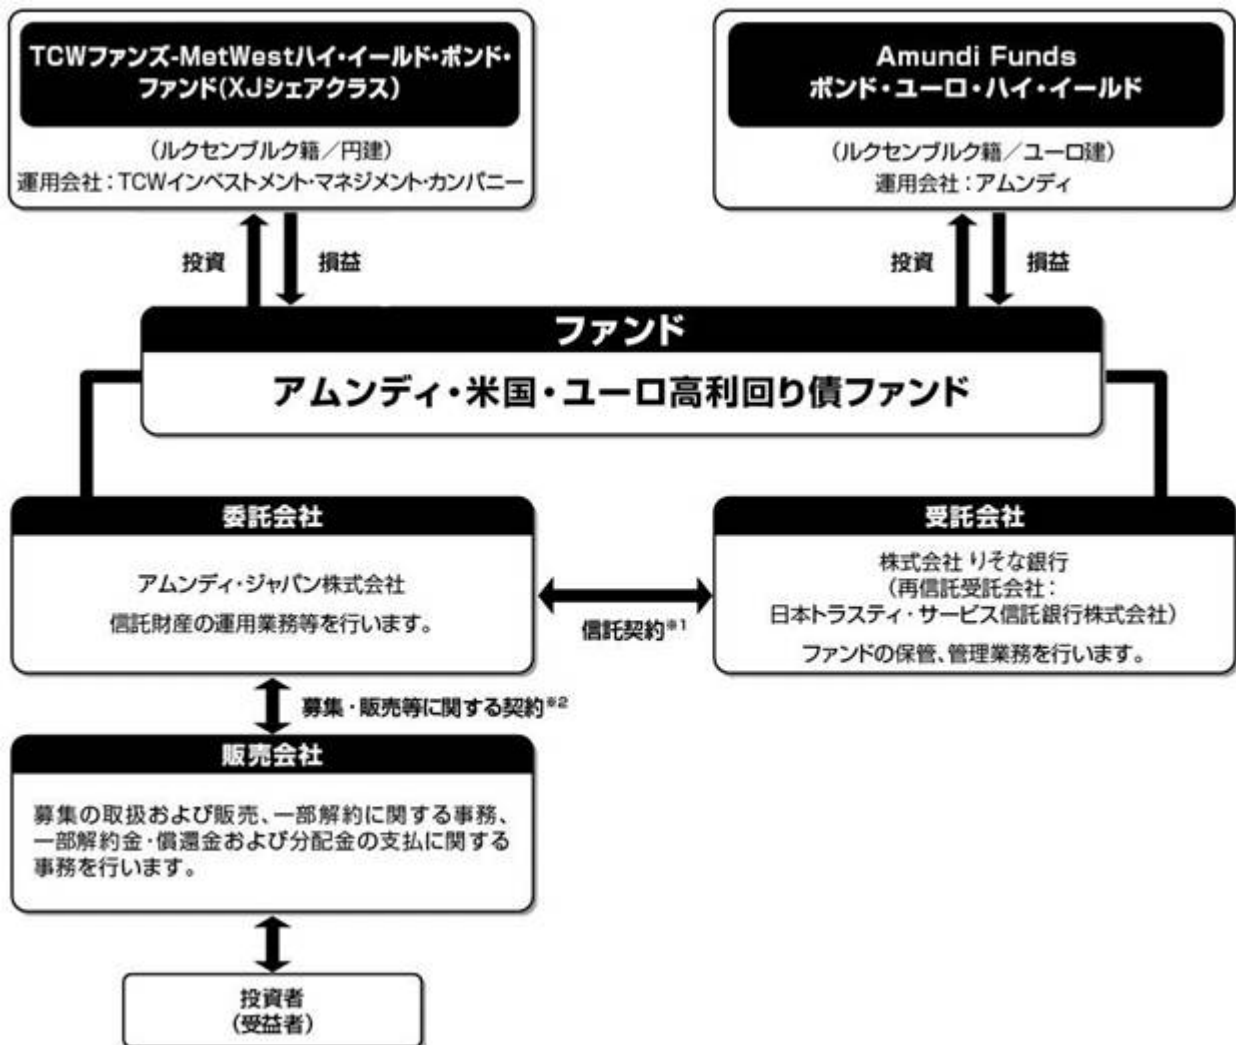 TCWファンズ-MetWestハイ・イールド・ボンド・
ファンド(XJシェアクラス)
(ルクセンブルク籍／円建)
運用会社：TCWインベストメント・マネジメント・カンパニー
Amundi Funds
ボンド・ユーロ・ハイ・イールド
(ルクセンブルク籍／ユーロ建)
運用会社：アムンディ
投資
損益
投資
損益
ファンド
アムンディ・米国・ユーロ高利回り債ファンド
委託会社
アムンディ・ジャパン株式会社
信託財産の運用業務等を行います。
信託契約※1
受託会社
株式会社 りそな銀行
(再信託受託会社：
日本トラスティ・サービス信託銀行株式会社)
ファンドの保管、管理業務を行います。
募集・販売等に関する契約※2
販売会社
募集の取扱および販売、一部解約に関する事務、
一部解約金・償還金および分配金の支払に関する
事務を行います。
投資者
(受益者)